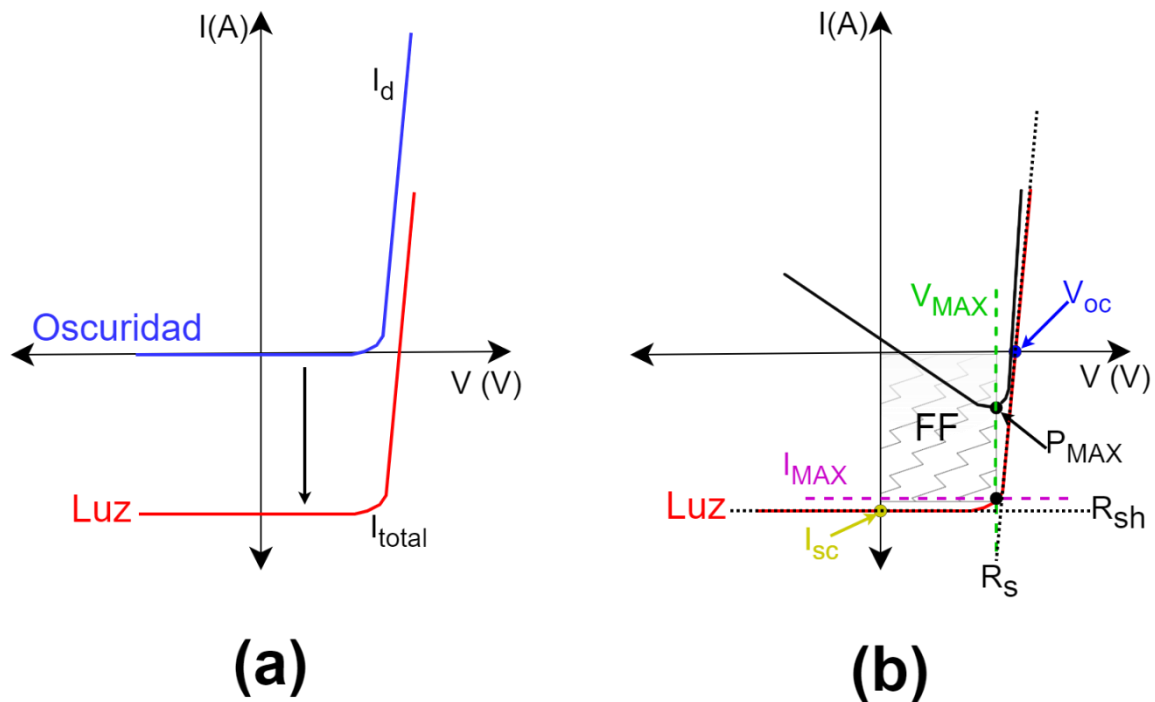 I(A)
I_d
Oscuridad
V (V)
Luz
I_total
(a)
I(A)
V_MAX
V_oc
V (V)
FF
P_MAX
I_MAX
Luz
R_sh
I_sc
R_s
(b)